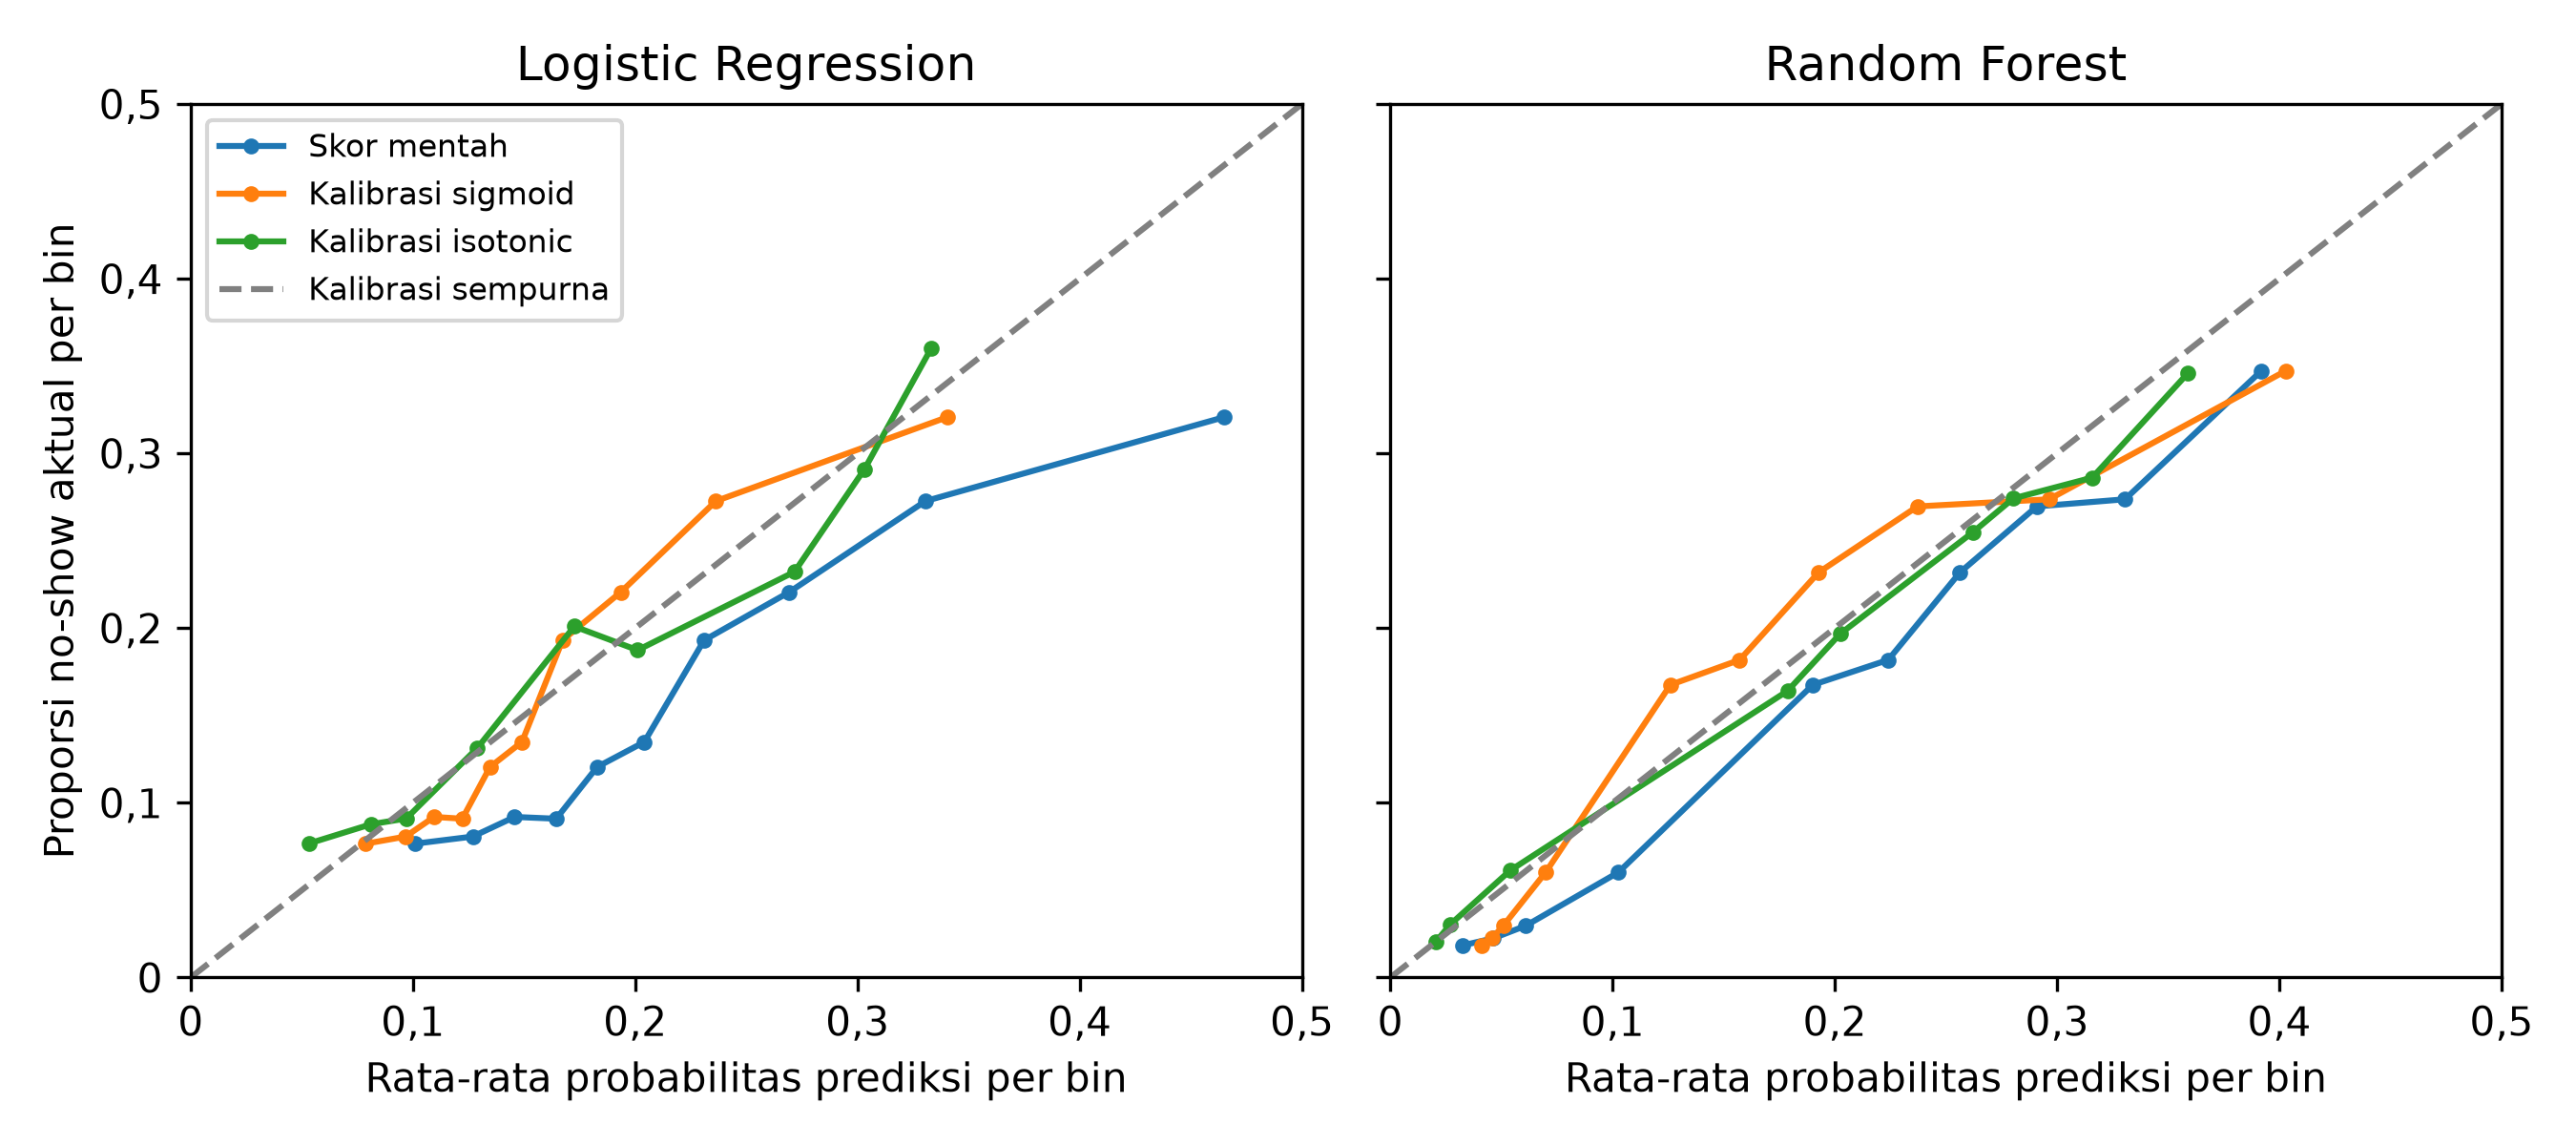 Logistic Regression
Random Forest
Proporsi no-show aktual per bin
0,5
0,4
0,3
0,2
0,1
0
Skor mentah
Kalibrasi sigmoid
Kalibrasi isotonic
Kalibrasi sempurna
0 0,1 0,2 0,3 0,4 0,5
0 0,1 0,2 0,3 0,4 0,5
Rata-rata probabilitas prediksi per bin
Rata-rata probabilitas prediksi per bin